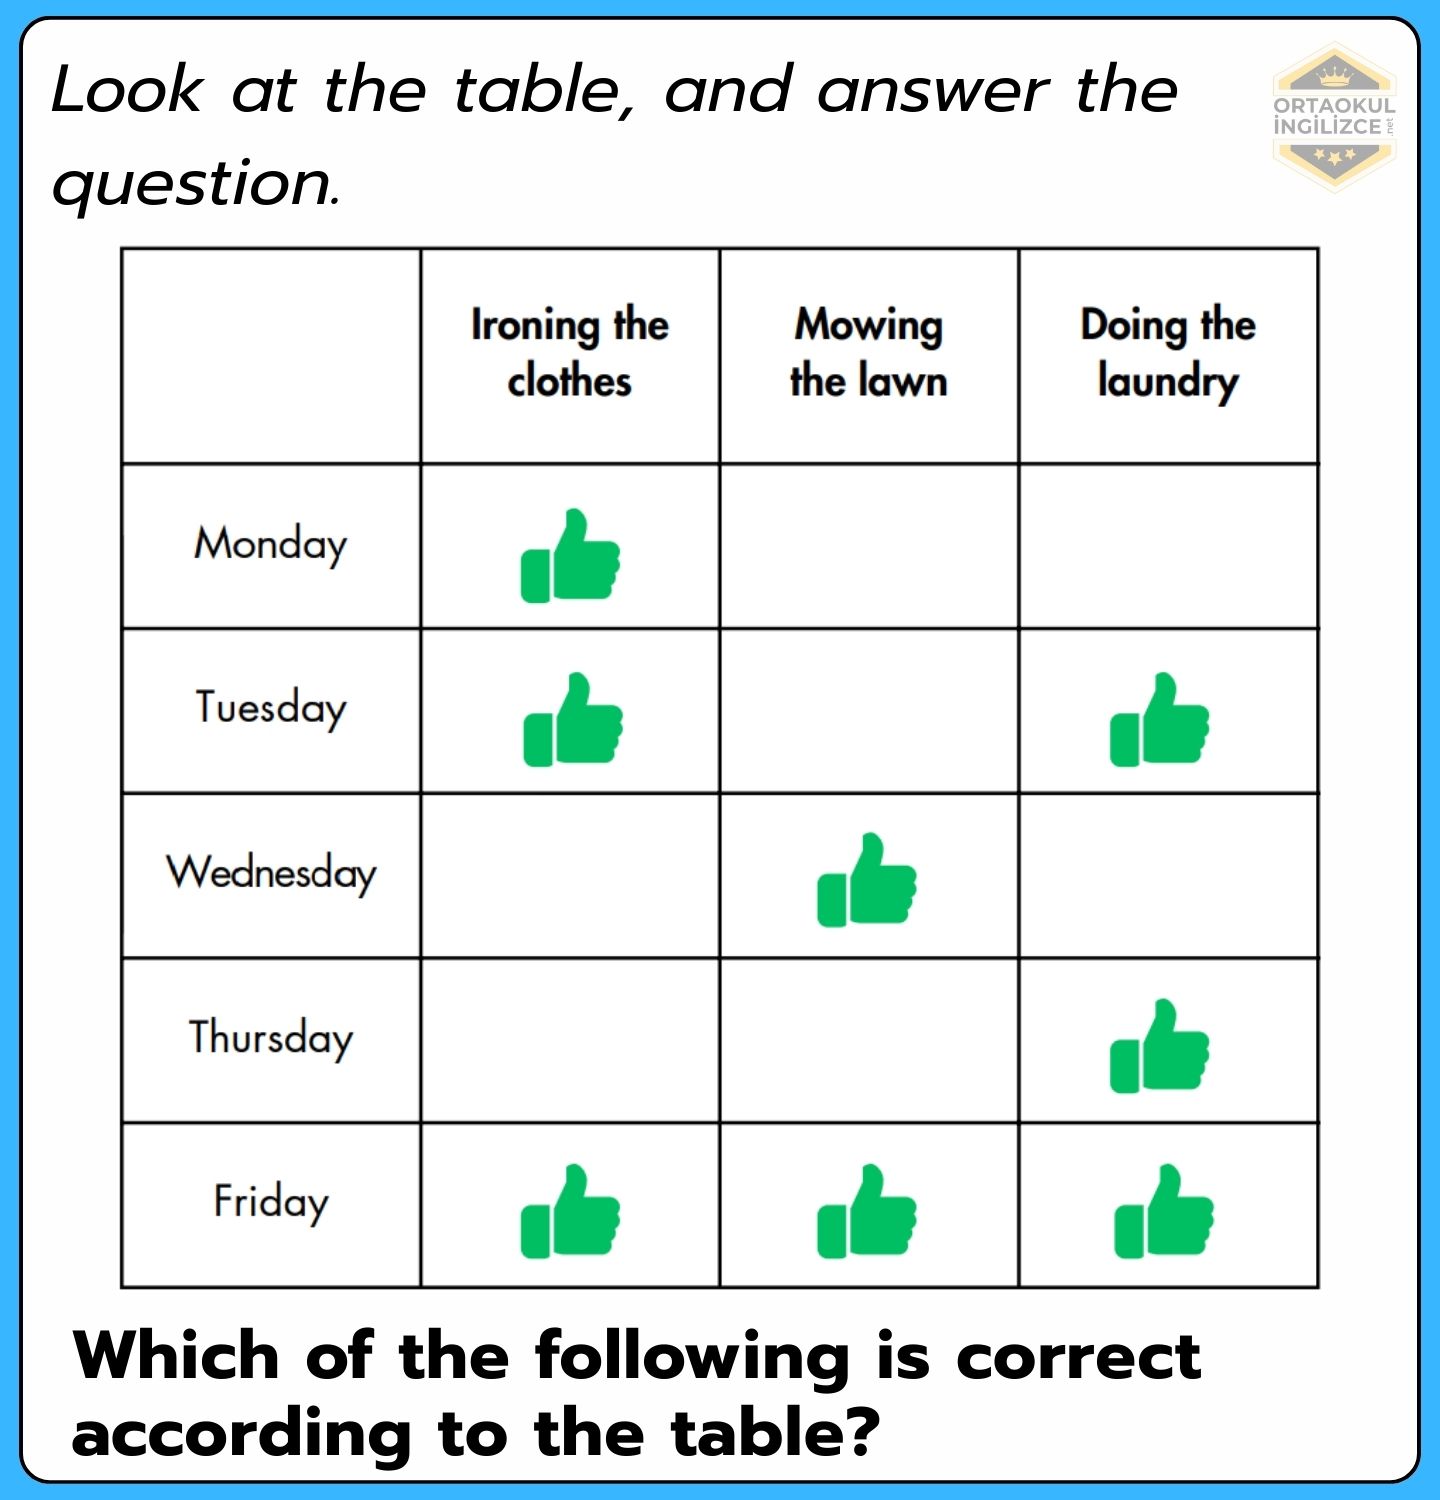 Look at the table, and answer the
question.
ORTAOKUL
İNGİLİZCE.net
Ironing the
clothes
Mowing
the lawn
Doing the
laundry
Monday
Tuesday
Wednesday
Thursday
Friday
Which of the following is correct
according to the table?